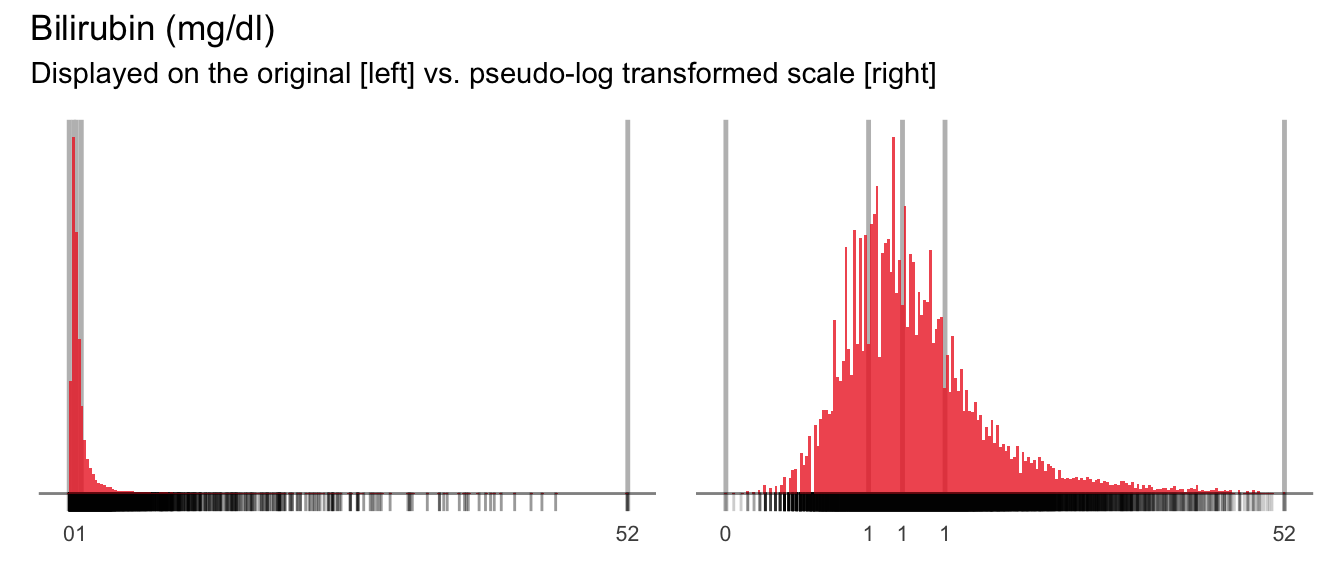 Bilirubin (mg/dl)
Displayed on the original [left] vs. pseudo-log transformed scale [right]
01 52 0 1 1 1 52